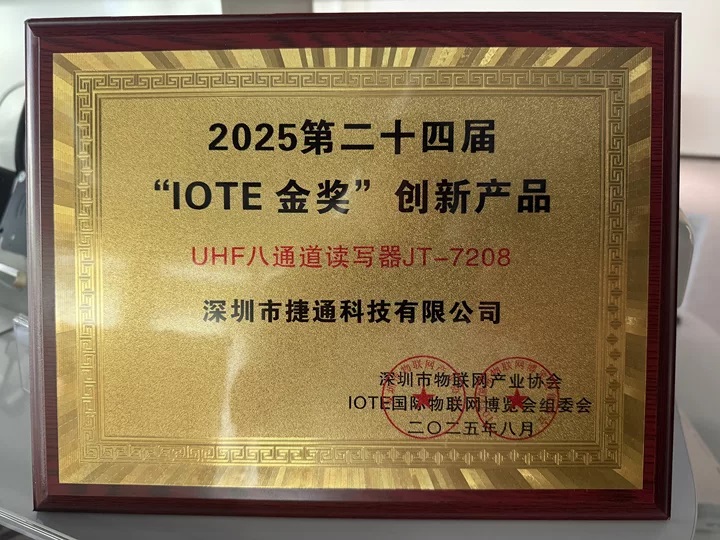 2025第二十四届
“IOTE 金奖”创新产品
UHF八通道读写器JT-7208
深圳市捷通科技有限公司
深圳市物联网产业协会
IOTE国际物联网博览会组委会
二〇二五年八月